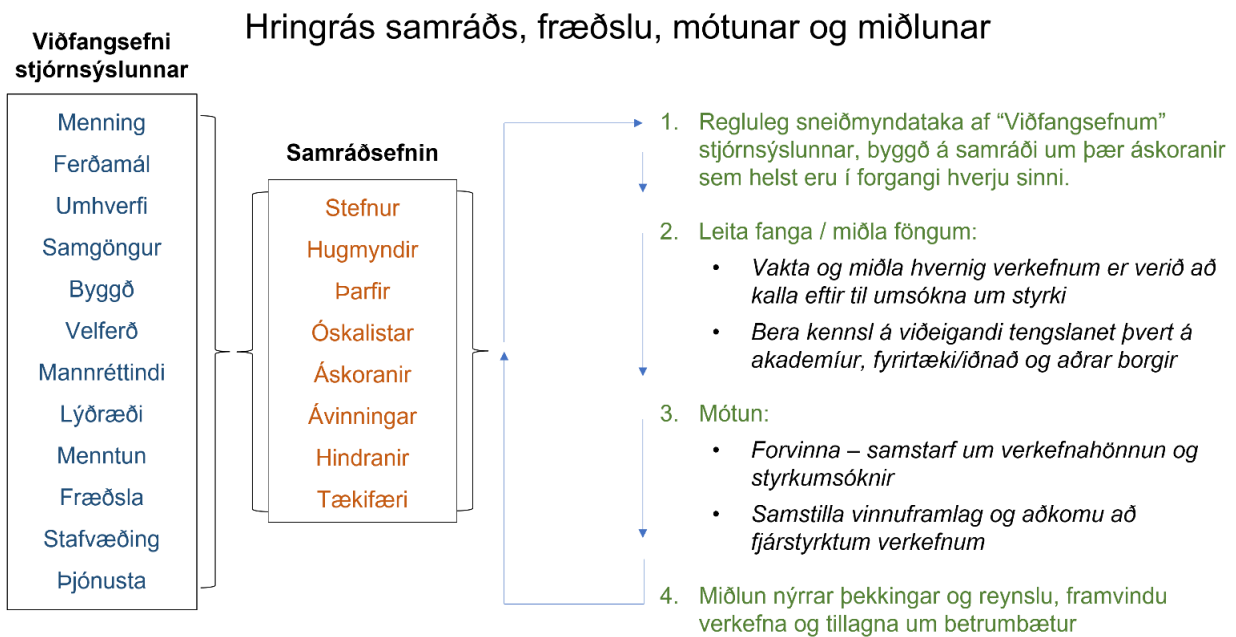 Hringrás samráðs, fræðslu, mótunar og miðlunar
Viðfangsefni
stjórnsýslunnar
Menning
Ferðamál
Umhverfi
Samgöngur
Byggð
Velferð
Mannréttindi
Lýðræði
Menntun
Fræðsla
Stafvæðing
Þjónusta
Samráðsefnin
Stefnur
Hugmyndir
Þarfir
Óskalistar
Áskoranir
Ávinningar
Hindranir
Tækifæri
1. Regluleg sneiðmyndataka af “Viðfangsefnum”
stjórnsýslunnar, byggð á samráði um þær áskoranir
sem helst eru í forgangi hverju sinni.
2. Leita fanga / miðla föngum:
• Vakta og miðla hvernig verkefnum er verið að
kalla eftir til umsókna um styrki
• Bera kennsl á viðeigandi tengslanet þvert á
akademíur, fyrirtæki/iðnað og aðrar borgir
3. Mótun:
• Forvinna – samstarf um verkefnahönnun og
styrkumsóknir
• Samstilla vinnuframlag og aðkomu að
fjárstyrktum verkefnum
4. Miðlun nýrrar þekkingar og reynslu, framvindu
verkefna og tillagna um betrumbætur